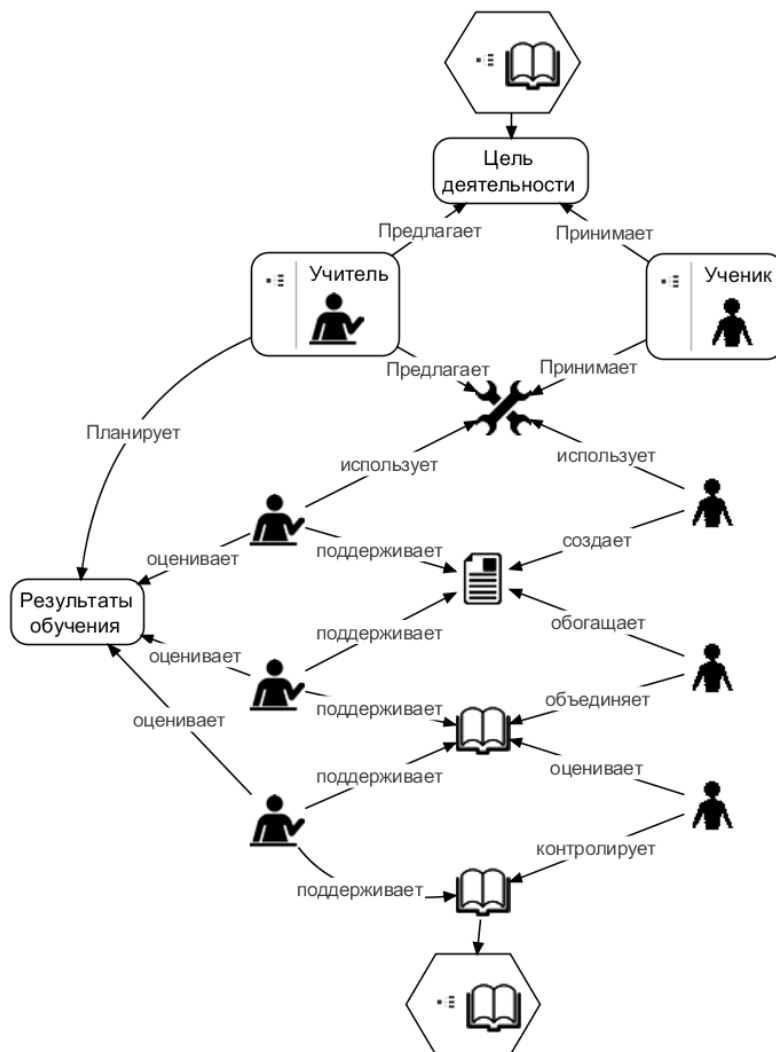 Цель
деятельности
Предлагает
Принимает
Учитель
Ученик
Предлагает
Принимает
Планирует
использует
использует
оценивает
поддерживает
создает
Результаты
обучения
поддерживает
обогащает
оценивает
поддерживает
объединяет
оценивает
поддерживает
оценивает
контролирует
поддерживает